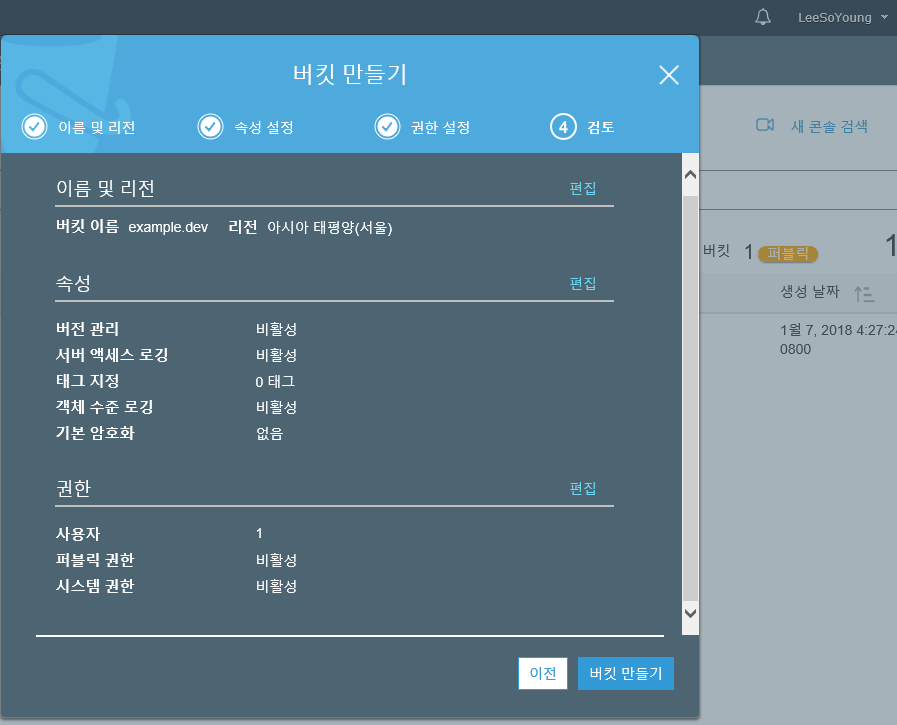 LeeSoYoung
버킷 만들기
이름 및 리전 속성 설정 권한 설정 4 검토
새 콘솔 검색
이름 및 리전 편집
버킷 이름 example.dev 리전 아시아 태평양(서울)
버킷 1 퍼블릭 1
속성 편집
생성 날짜
버전 관리 비활성
1월 7, 2018 4:27:24
0800
서버 액세스 로깅 비활성
태그 지정 0 태그
객체 수준 로깅 비활성
기본 암호화 없음
권한 편집
사용자 1
퍼블릭 권한 비활성
시스템 권한 비활성
이전 버킷 만들기